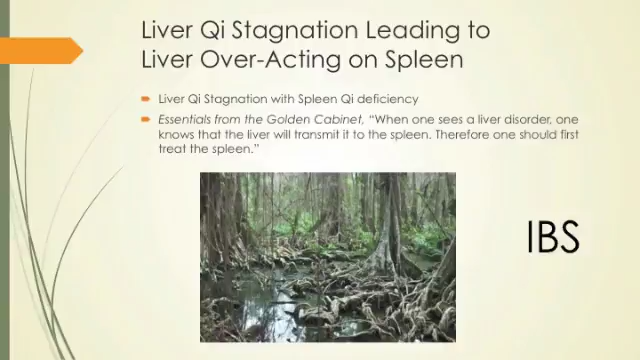 Liver Qi Stagnation Leading to
Liver Over-Acting on Spleen
Liver Qi Stagnation with Spleen Qi deficiency
Essentials from the Golden Cabinet, “When one sees a liver disorder, one
knows that the liver will transmit it to the spleen. Therefore one should first
treat the spleen.”
IBS